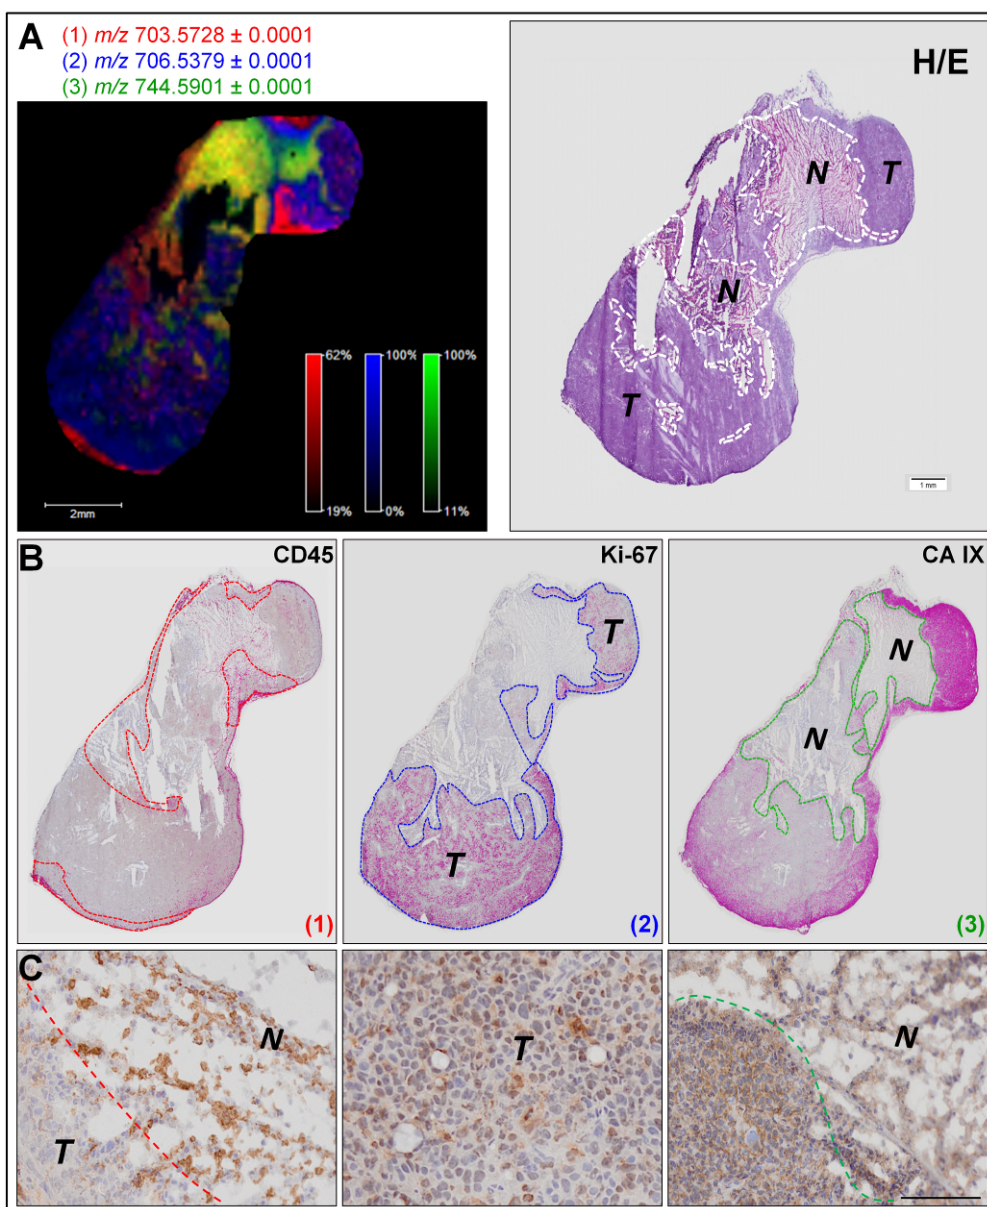 A
(1) m/z 703.5728 ± 0.0001
(2) m/z 706.5379 ± 0.0001
(3) m/z 744.5901 ± 0.0001
62% 100% 100%
19% 0% 11%
2mm
H/E
N
T
N
T
1 mm
B
CD45
T
(1)
Ki-67
T
T
(2)
CA IX
N
N
(3)
C
N
T
T
N